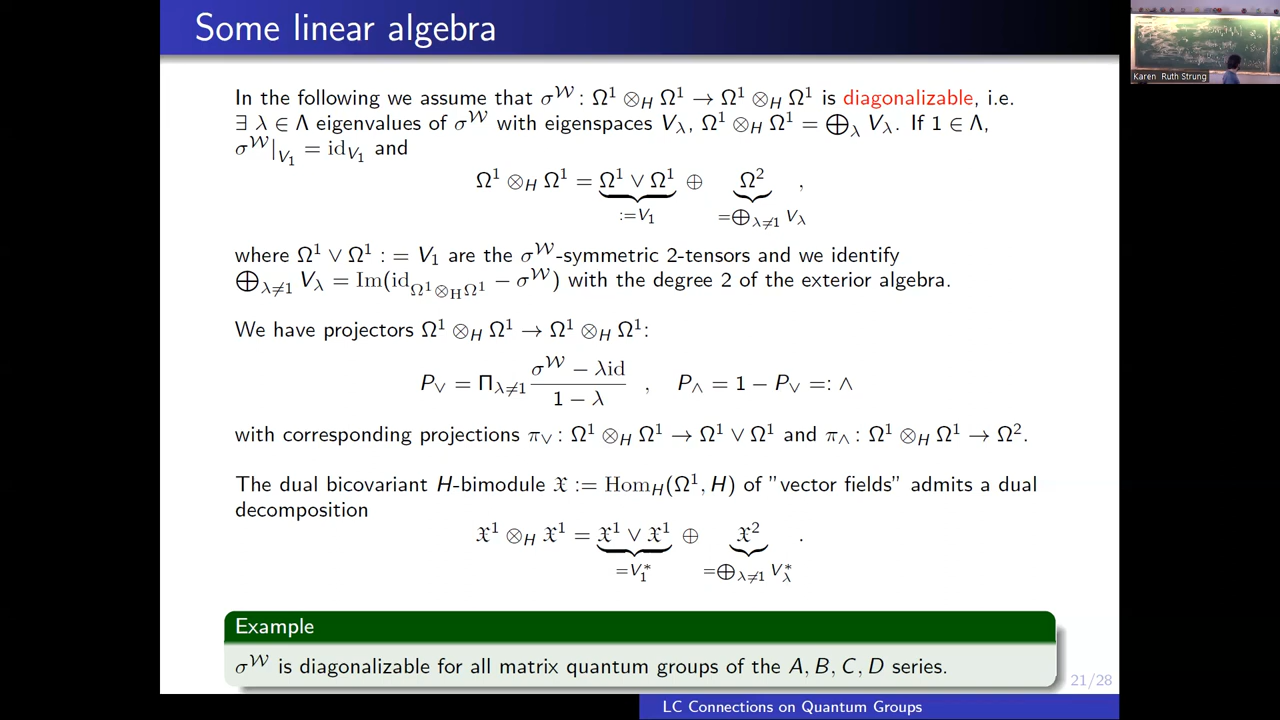 Some linear algebra
Karen Ruth Strung
In the following we assume that σ^𝒲 : Ω¹ ⊗_H Ω¹ → Ω¹ ⊗_H Ω¹ is diagonalizable, i.e.
∃ λ ∈ Λ eigenvalues of σ^𝒲 with eigenspaces V_λ, Ω¹ ⊗_H Ω¹ = ⊕_λ V_λ. If 1 ∈ Λ,
σ^𝒲|_{V₁} = id_{V₁} and
Ω¹ ⊗_H Ω¹ = Ω¹ ∨ Ω¹ ⊕ Ω² ,
:=V₁ =⊕_{λ≠1} V_λ
where Ω¹ ∨ Ω¹ : = V₁ are the σ^𝒲-symmetric 2-tensors and we identify
⊕_{λ≠1} V_λ = Im(id_{Ω¹⊗_HΩ¹} − σ^𝒲) with the degree 2 of the exterior algebra.
We have projectors Ω¹ ⊗_H Ω¹ → Ω¹ ⊗_H Ω¹:
P_∨ = Π_{λ≠1} (σ^𝒲 − λid)/(1 − λ) , P_∧ = 1 − P_∨ =: ∧
with corresponding projections π_∨ : Ω¹ ⊗_H Ω¹ → Ω¹ ∨ Ω¹ and π_∧ : Ω¹ ⊗_H Ω¹ → Ω².
The dual bicovariant H-bimodule 𝔛 := Hom_H(Ω¹, H) of "vector fields" admits a dual
decomposition
𝔛¹ ⊗_H 𝔛¹ = 𝔛¹ ∨ 𝔛¹ ⊕ 𝔛² .
=V₁* =⊕_{λ≠1} V_λ*
Example
σ^𝒲 is diagonalizable for all matrix quantum groups of the A, B, C, D series.
21/28
LC Connections on Quantum Groups